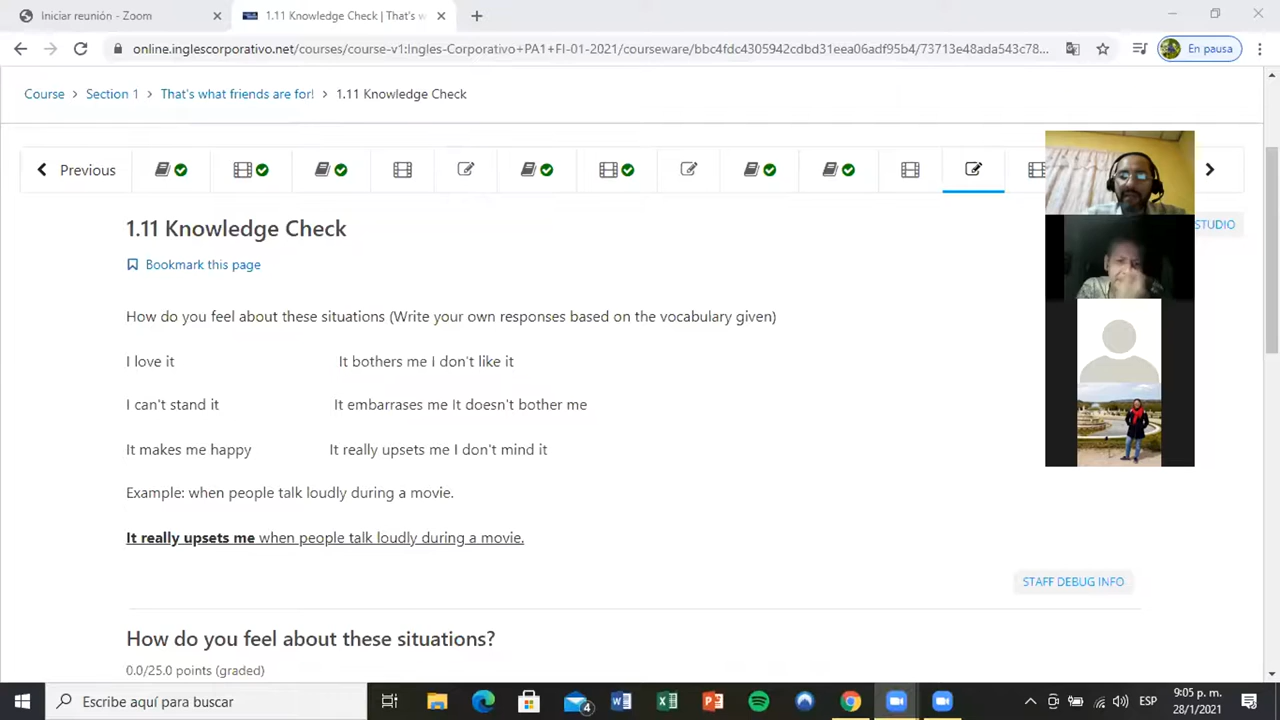 Iniciar reunión - Zoom
1.11 Knowledge Check | That's w
En pausa
online.inglescorporativo.net/courses/course-v1:Ingles-Corporativo+PA1+FI-01-2021/courseware/bbc4fdc4305942cdbd31eea06adf95b4/73713e48ada543c78...
Course > Section 1 > That's what friends are for! > 1.11 Knowledge Check
Previous
STUDIO
1.11 Knowledge Check
Bookmark this page
How do you feel about these situations (Write your own responses based on the vocabulary given)
I love it It bothers me I don't like it
I can't stand it It embarrases me It doesn't bother me
It makes me happy It really upsets me I don't mind it
Example: when people talk loudly during a movie.
It really upsets me when people talk loudly during a movie.
STAFF DEBUG INFO
How do you feel about these situations?
0.0/25.0 points (graded)
Escribe aquí para buscar
4
ESP
9:05 p. m.
28/1/2021